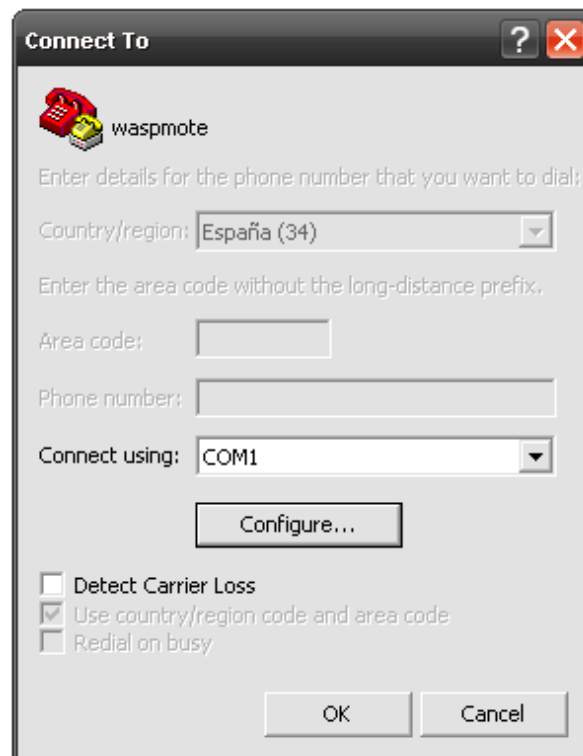 Connect To
waspmote
Enter details for the phone number that you want to dial:
Country/region: España (34)
Enter the area code without the long-distance prefix.
Area code:
Phone number:
Connect using: COM1
Configure...
Detect Carrier Loss
Use country/region code and area code
Redial on busy
OK Cancel